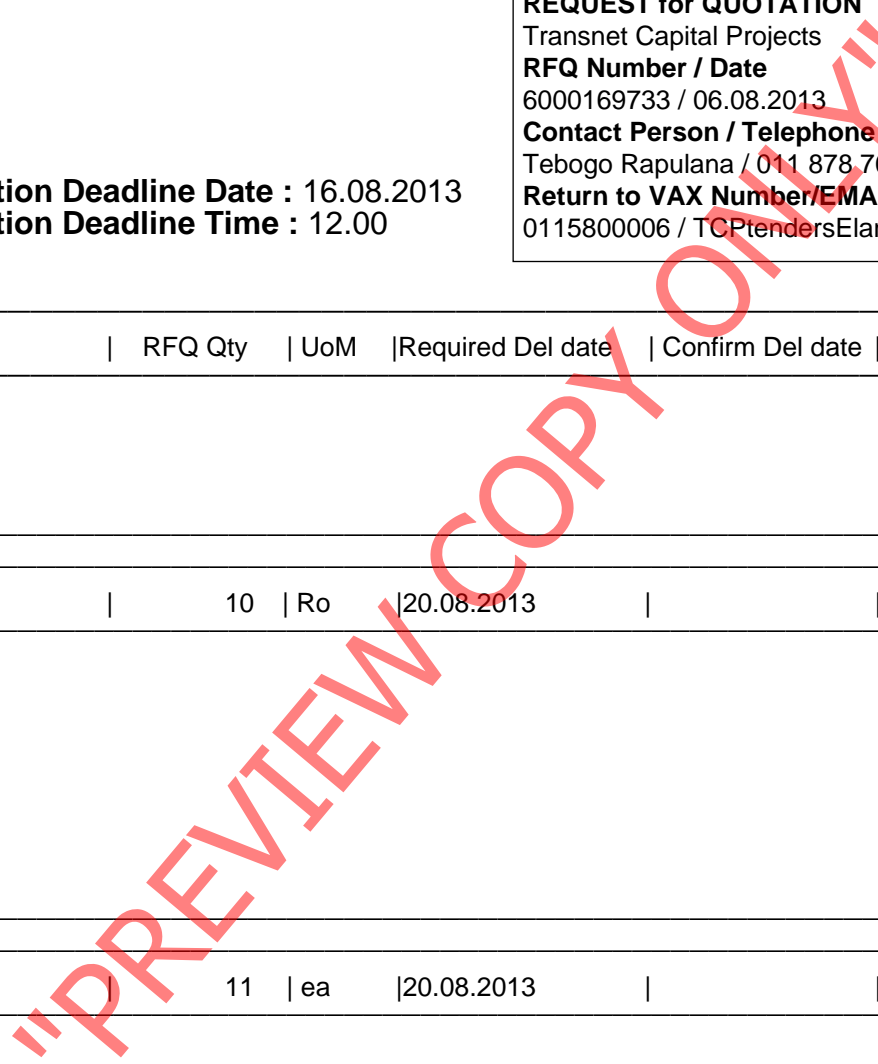 REQUEST for QUOTATION
Transnet Capital Projects
RFQ Number / Date
6000169733 / 06.08.2013
Contact Person / Telephone
Tebogo Rapulana / 011 878
tion Deadline Date : 16.08.2013
Return to VAX Number/EMA
tion Deadline Time : 12.00
0115800006 / TCPtendersElan
| RFQ Qty | UoM |Required Del date | Confirm Del date |
| 10 | Ro |20.08.2013 | |
| 11 | ea |20.08.2013 | |
"PREVIEW COPY ONLY"